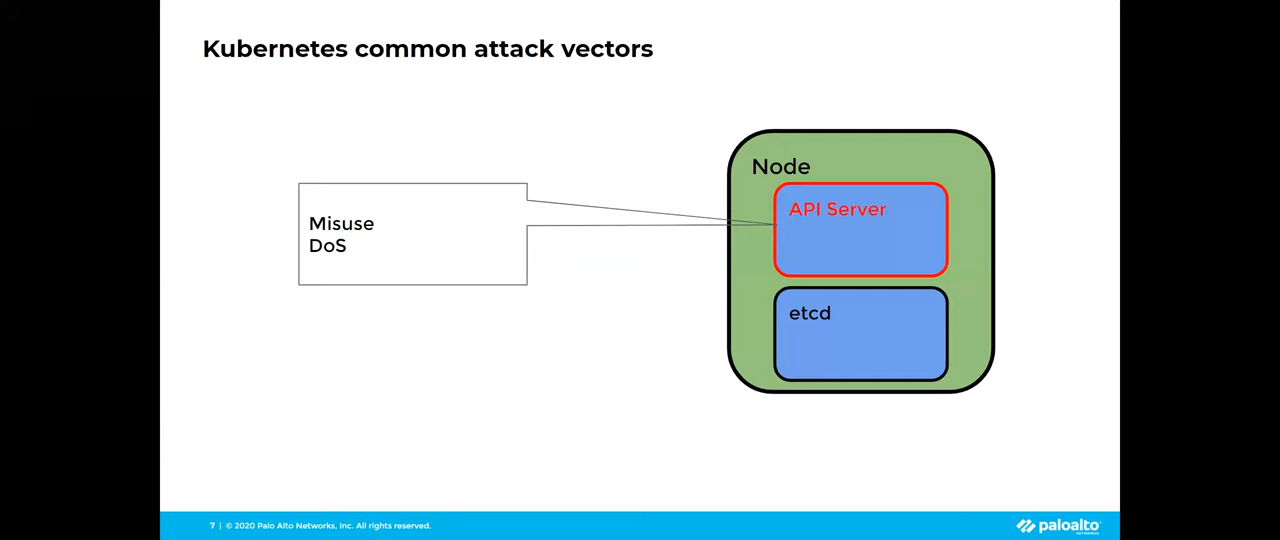 Kubernetes common attack vectors
Node
API Server
Misuse
DoS
etcd
7 | © 2020 Palo Alto Networks, Inc. All rights reserved.
paloalto
NETWORKS